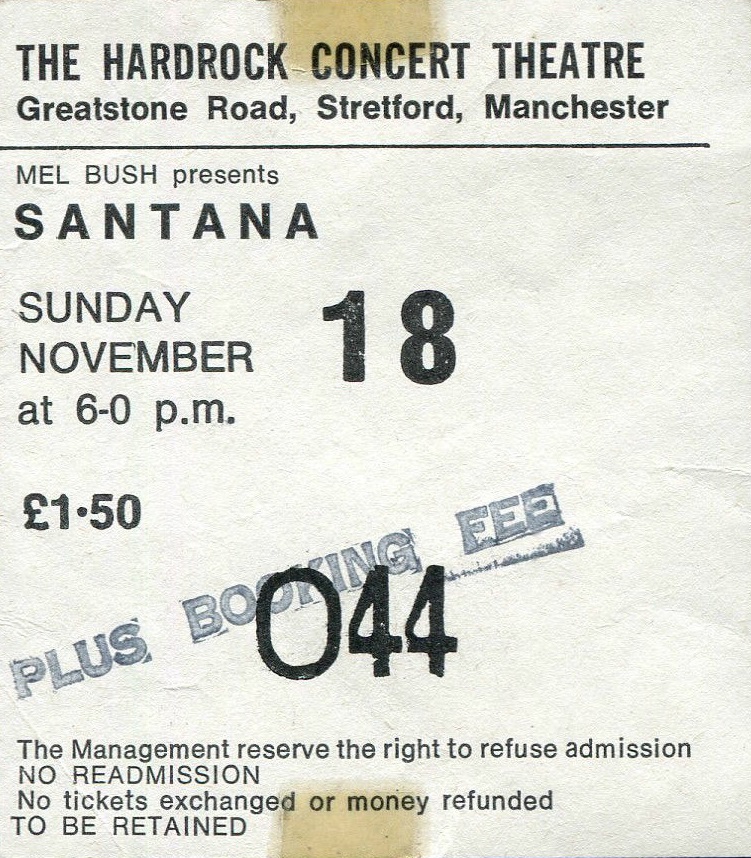 THE HARDROCK CONCERT THEATRE
Greatstone Road, Stretford, Manchester
MEL BUSH presents
SANTANA
SUNDAY
NOVEMBER 18
at 6-0 p.m.
£1·50
PLUS BOOKING FEE
044
The Management reserve the right to refuse admission
NO READMISSION
No tickets exchanged or money refunded
TO BE RETAINED